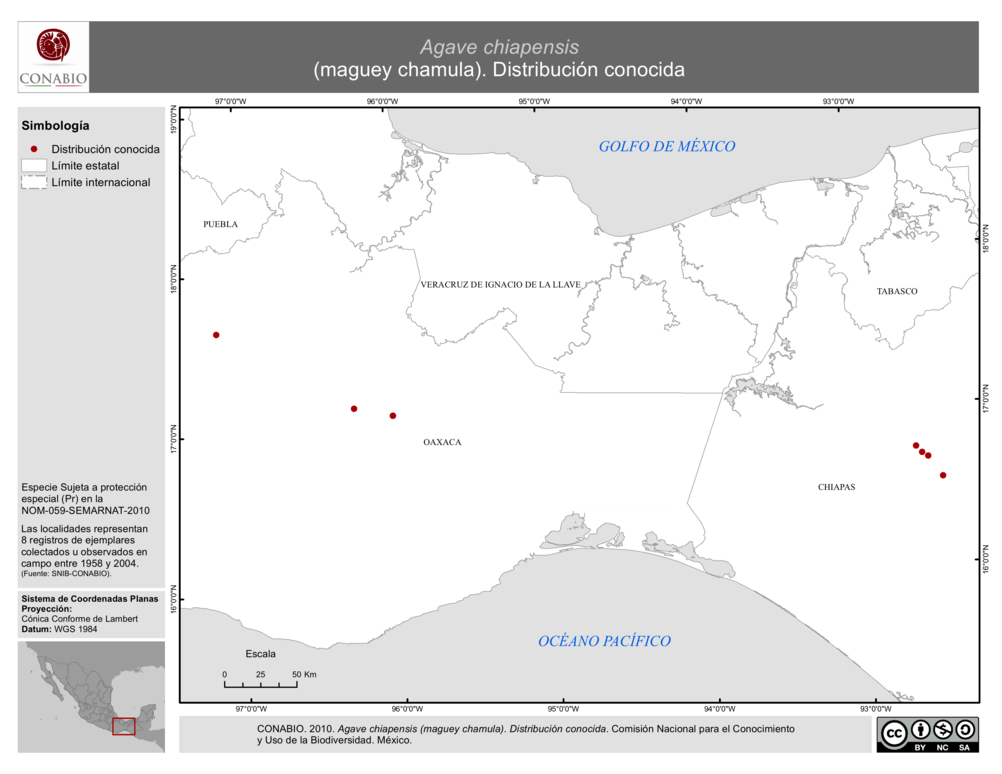 CONABIO
Agave chiapensis
(maguey chamula). Distribución conocida
Simbología
Distribución conocida
Límite estatal
Límite internacional
Especie Sujeta a protección
especial (Pr) en la
NOM-059-SEMARNAT-2010
Las localidades representan
8 registros de ejemplares
colectados u observados en
campo entre 1958 y 2004.
(Fuente: SNIB-CONABIO).
Sistema de Coordenadas Planas
Proyección:
Cónica Conforme de Lambert
Datum: WGS 1984
97°0'0"W 96°0'0"W 95°0'0"W 94°0'0"W 93°0'0"W
19°0'0"N
18°0'0"N
17°0'0"N
16°0'0"N
GOLFO DE MÉXICO
PUEBLA
VERACRUZ DE IGNACIO DE LA LLAVE
TABASCO
OAXACA
CHIAPAS
OCÉANO PACÍFICO
Escala
0 25 50 Km
18°0'0"N
17°0'0"N
16°0'0"N
97°0'0"W 96°0'0"W 95°0'0"W 94°0'0"W 93°0'0"W
CONABIO. 2010. Agave chiapensis (maguey chamula). Distribución conocida. Comisión Nacional para el Conocimiento
y Uso de la Biodiversidad. México.
cc
BY NC SA